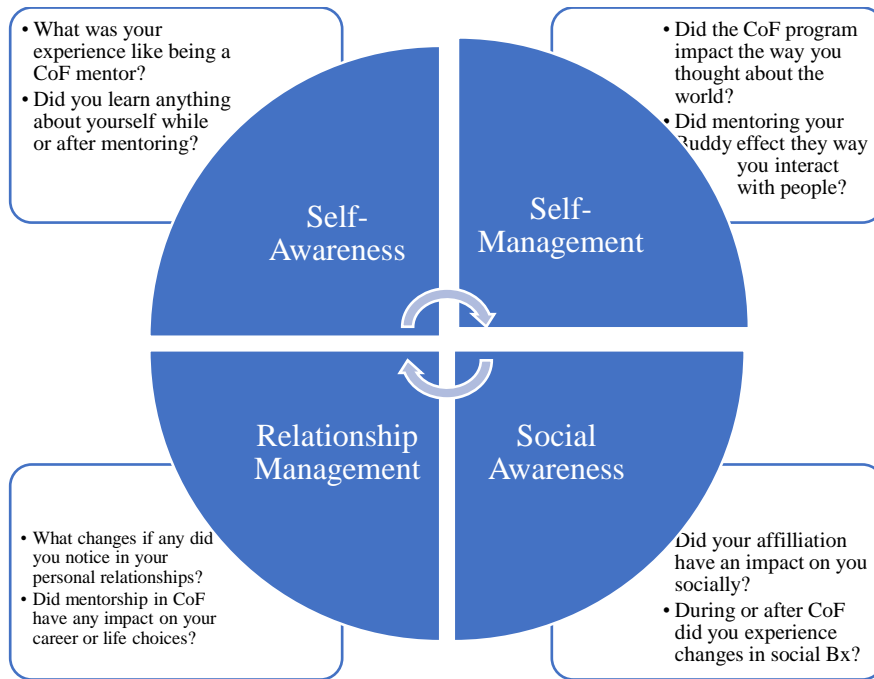 • What was your
experience like being a
CoF mentor?
• Did you learn anything
about yourself while
or after mentoring?
• Did the CoF program
impact the way you
thought about the
world?
• Did mentoring your
Buddy effect they way
you interact
with people?
Self-
Awareness
Self-
Management
Relationship
Management
Social
Awareness
• What changes if any did
you notice in your
personal relationships?
• Did mentorship in CoF
have any impact on your
career or life choices?
Did your affilliation
have an impact on you
socially?
• During or after CoF
did you experience
changes in social Bx?